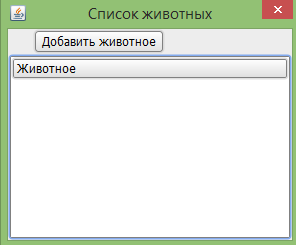 Список животных
Добавить животное
Животное